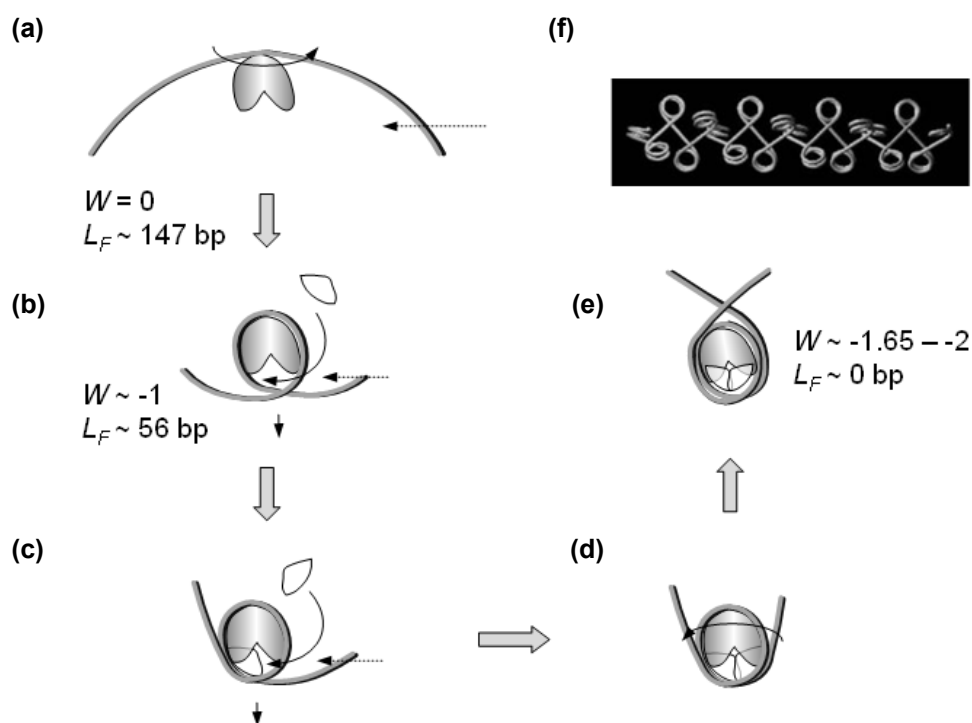 (a)
W = 0
L_F ~ 147 bp
(b)
W ~ -1
L_F ~ 56 bp
(c)
(d)
(e)
W ~ -1.65 – -2
L_F ~ 0 bp
(f)